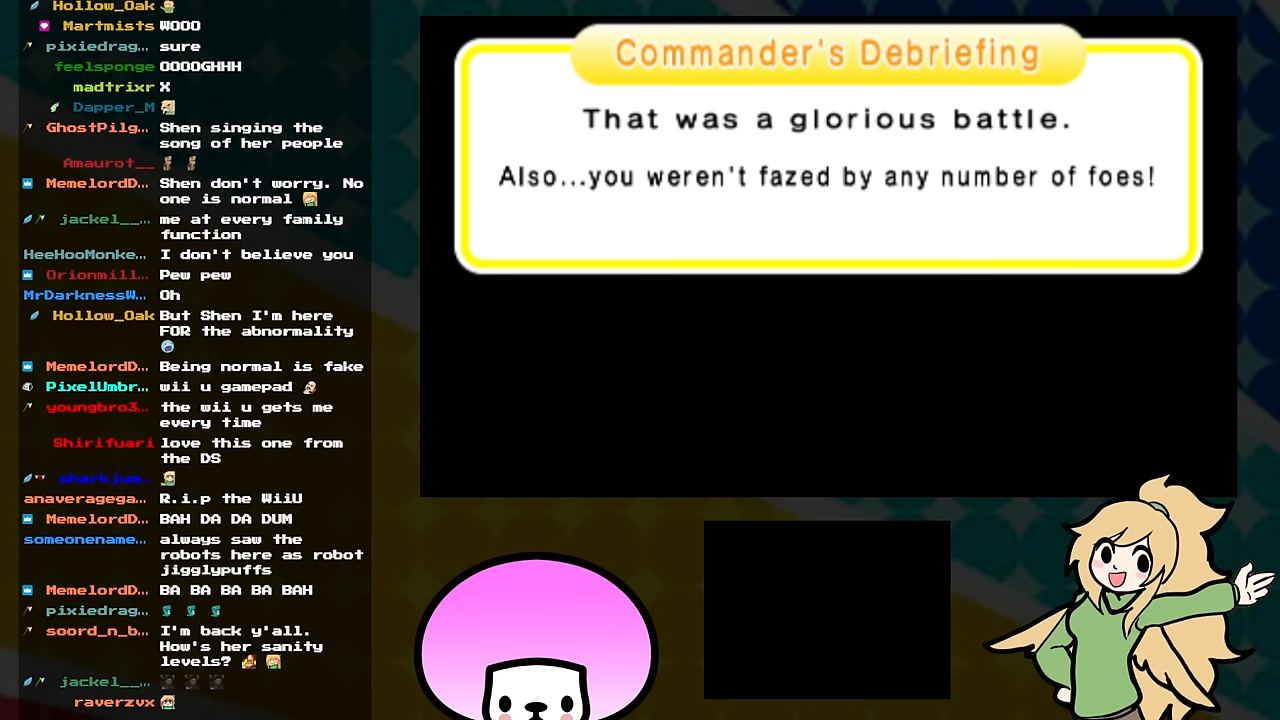 Hollow_Oak
Martmists WOOO
pixiedrag… sure
feelsponge OOOOGHHH
madtrixr X
Dapper_M
GhostPilg… Shen singing the
song of her people
Amaurot__
MemelordD… Shen don't worry. No
one is normal
jackel__… me at every family
function
HeeHooMonke… I don't believe you
Orionmill… Pew pew
MrDarknessW… Oh
Hollow_Oak But Shen I'm here
FOR the abnormality
MemelordD… Being normal is fake
PixelUmbr… wii u gamepad
youngbro3… the wii u gets me
every time
Shirifuari love this one from
the DS
sharkjum…
anaveragega… R.i.p the WiiU
MemelordD… BAH DA DA DUM
someonename… always saw the
robots here as robot
jigglypuffs
MemelordD… BA BA BA BA BAH
pixiedrag…
soord_n_b… I'm back y'all.
How's her sanity
levels?
jackel__…
raverzvx
Commander's Debriefing
That was a glorious battle.
Also...you weren't fazed by any number of foes!